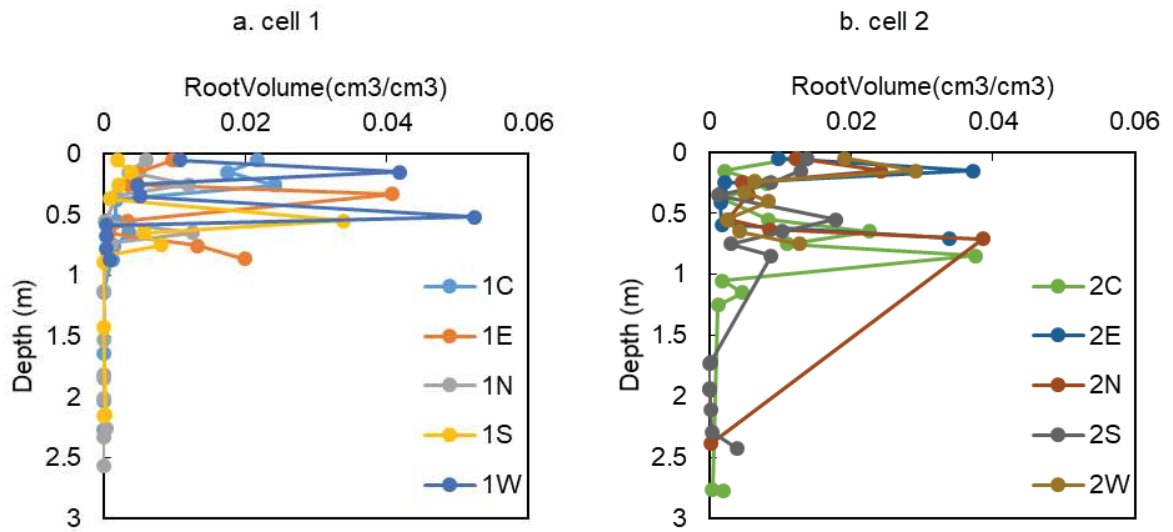 a. cell 1
RootVolume(cm3/cm3)
0 0.02 0.04 0.06
0
0.5
1
1.5
2
2.5
3
Depth (m)
1C
1E
1N
1S
1W
b. cell 2
RootVolume(cm3/cm3)
0 0.02 0.04 0.06
0
0.5
1
1.5
2
2.5
3
Depth (m)
2C
2E
2N
2S
2W